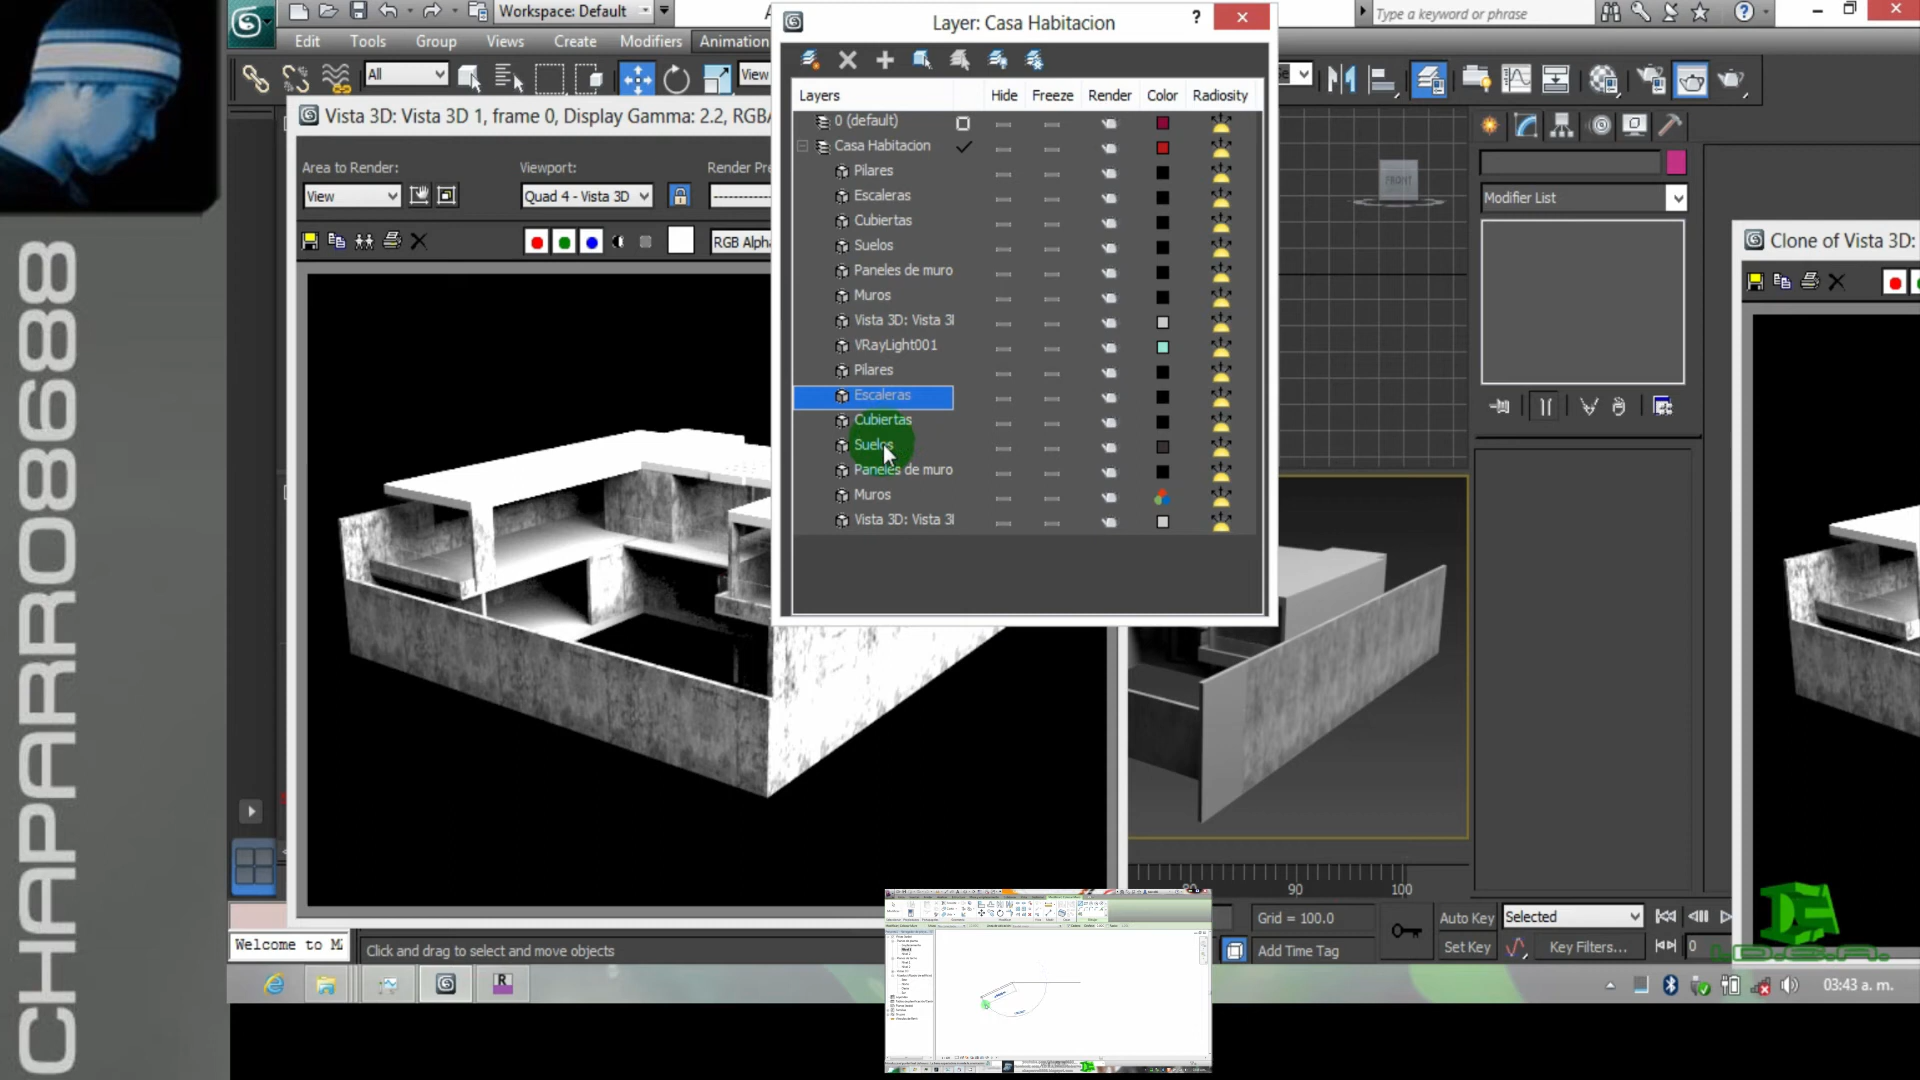 CHAPARRO8688
Workspace: Default
Type a keyword or phrase
Edit
Tools
Group
Views
Create
Modifiers
Animation
All
View
Layer: Casa Habitacion
Layers
Hide
Freeze
Render
Color
Radiosity
0 (default)
Casa Habitacion
Pilares
Escaleras
Cubiertas
Suelos
Paneles de muro
Muros
Vista 3D: Vista 3I
VRayLight001
Pilares
Escaleras
Cubiertas
Suelos
Paneles de muro
Muros
Vista 3D: Vista 3I
Vista 3D: Vista 3D 1, frame 0, Display Gamma: 2.2, RGBA
Area to Render:
Viewport:
Render Pre
View
Quad 4 - Vista 3D
RGB Alpha
FRONT
Modifier List
Clone of Vista 3D:
90
100
Grid = 100.0
Add Time Tag
Auto Key
Selected
Set Key
Key Filters...
0
Welcome to M
Click and drag to select and move objects
03:43 a. m.